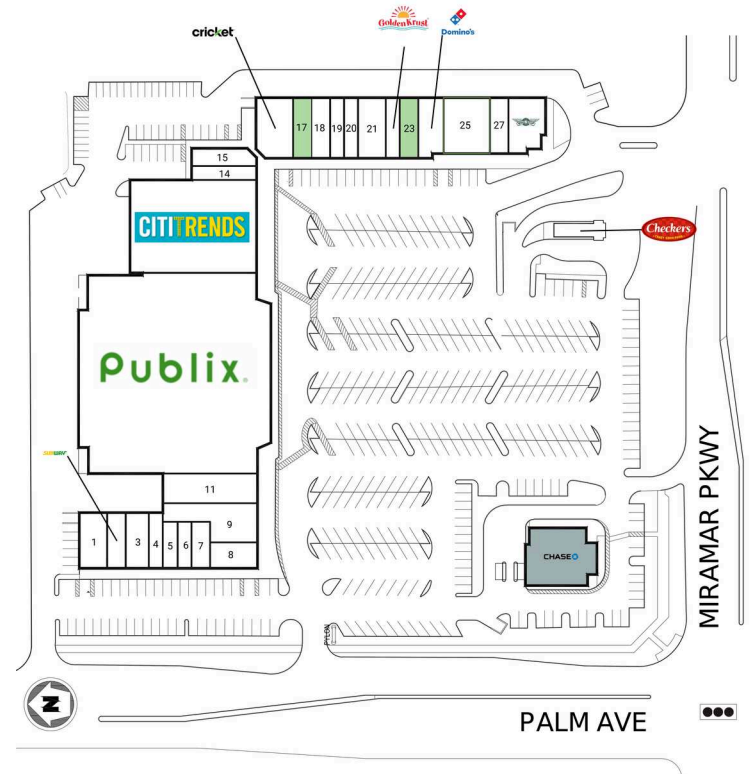 cricket
Golden Krust
Domino's
17
18
19
20
21
23
25
27
15
14
CITITRENDS
Checkers
Publix.
SUBWAY
11
9
1
3
4
5
6
7
8
CHASE
MIRAMAR PKWY
PYLON
N
PALM AVE